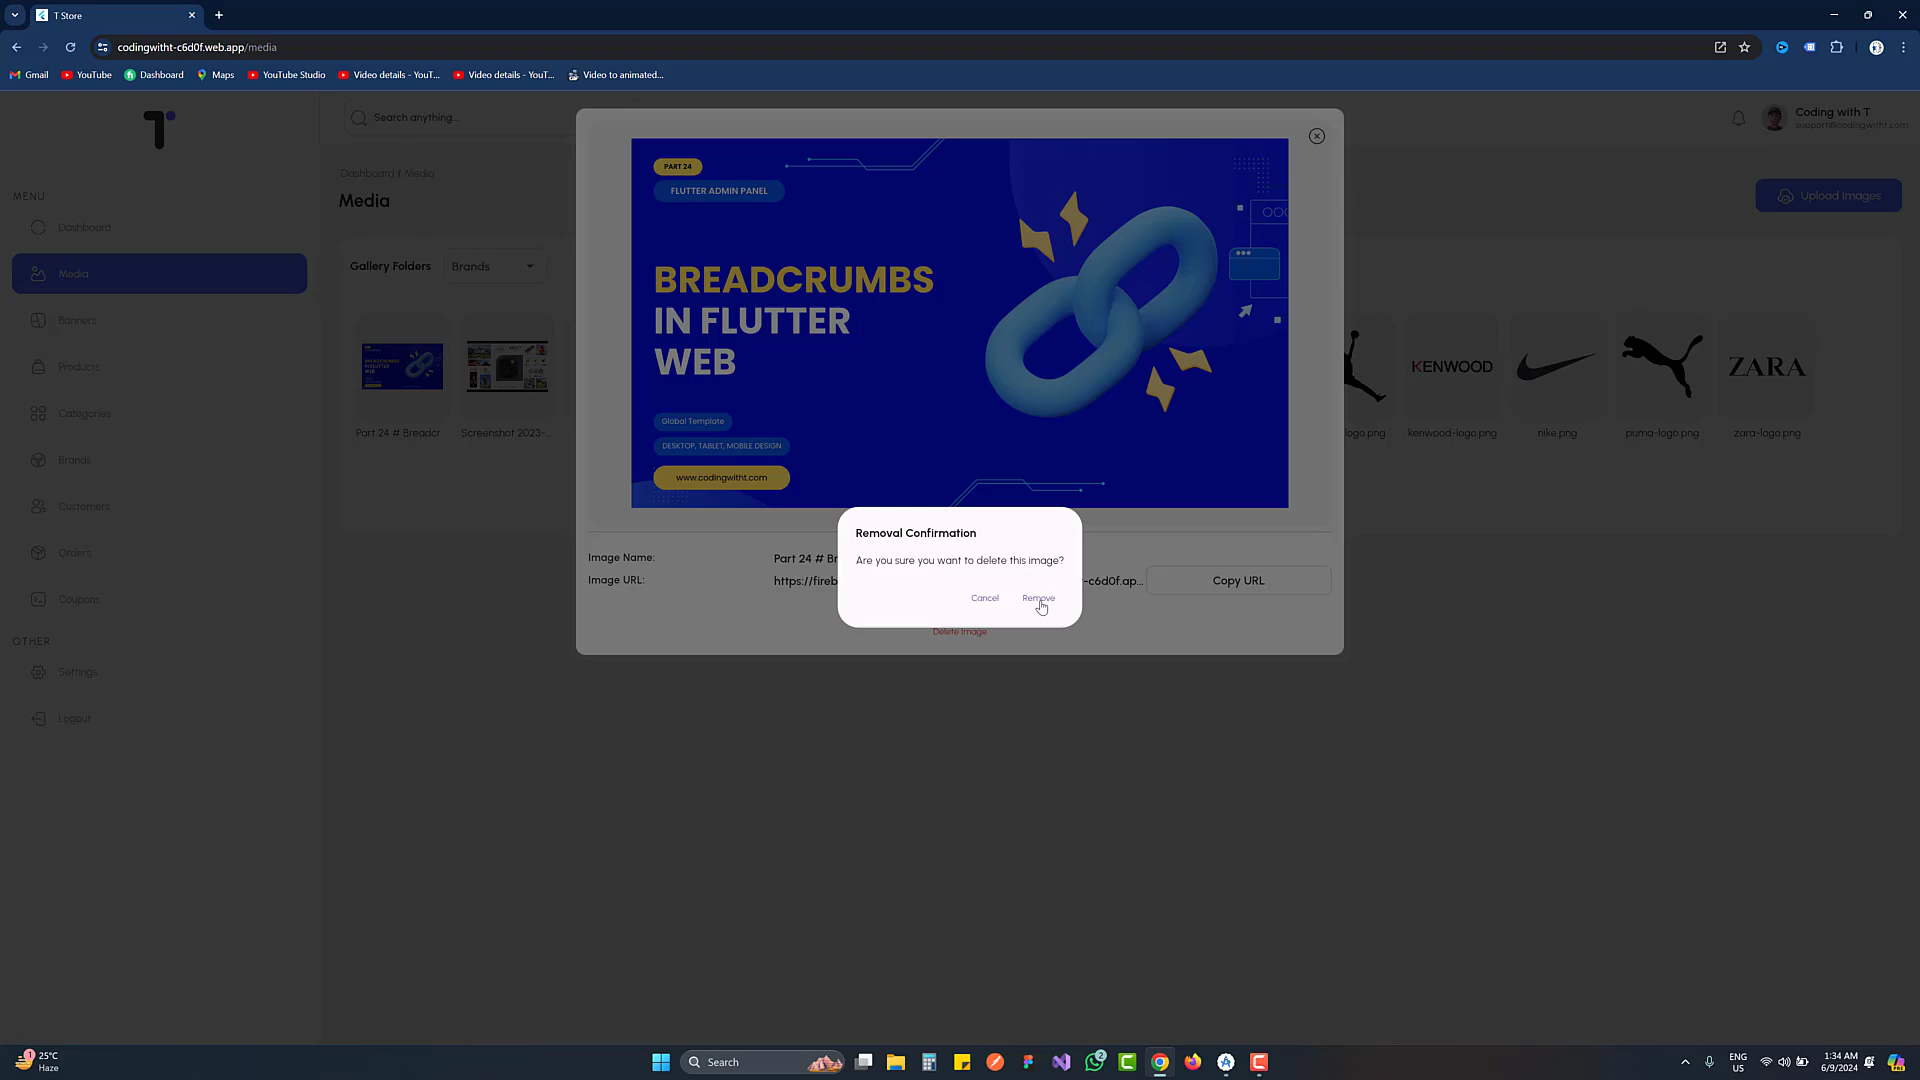 T Store
codingwitht-c6d0f.web.app/media
Gmail
YouTube
Dashboard
Maps
YouTube Studio
Video details - YouT...
Video details - YouT...
Video to animated...
T
Search anything...
Coding with T
support@codingwitht.com
MENU
Dashboard
Media
Banners
Products
Categories
Brands
Customers
Orders
Coupons
OTHER
Settings
Logout
Dashboard / Media
Media
Upload Images
Gallery Folders
Brands
Part 24 # Breadcr...
Screenshot 2023-...
logo.png
KENWOOD
kenwood-logo.png
nike.png
puma-logo.png
ZARA
zara-logo.png
PART 24
FLUTTER ADMIN PANEL
BREADCRUMBS
IN FLUTTER
WEB
Global Template
DESKTOP, TABLET, MOBILE DESIGN
www.codingwitht.com
Image Name:
Part 24 # Br
Image URL:
https://fireb
-c6d0f.ap...
Copy URL
Removal Confirmation
Are you sure you want to delete this image?
Cancel
Remove
Delete Image
1
25°C
Haze
Search
2
ENG
US
1:34 AM
6/9/2024
PRE